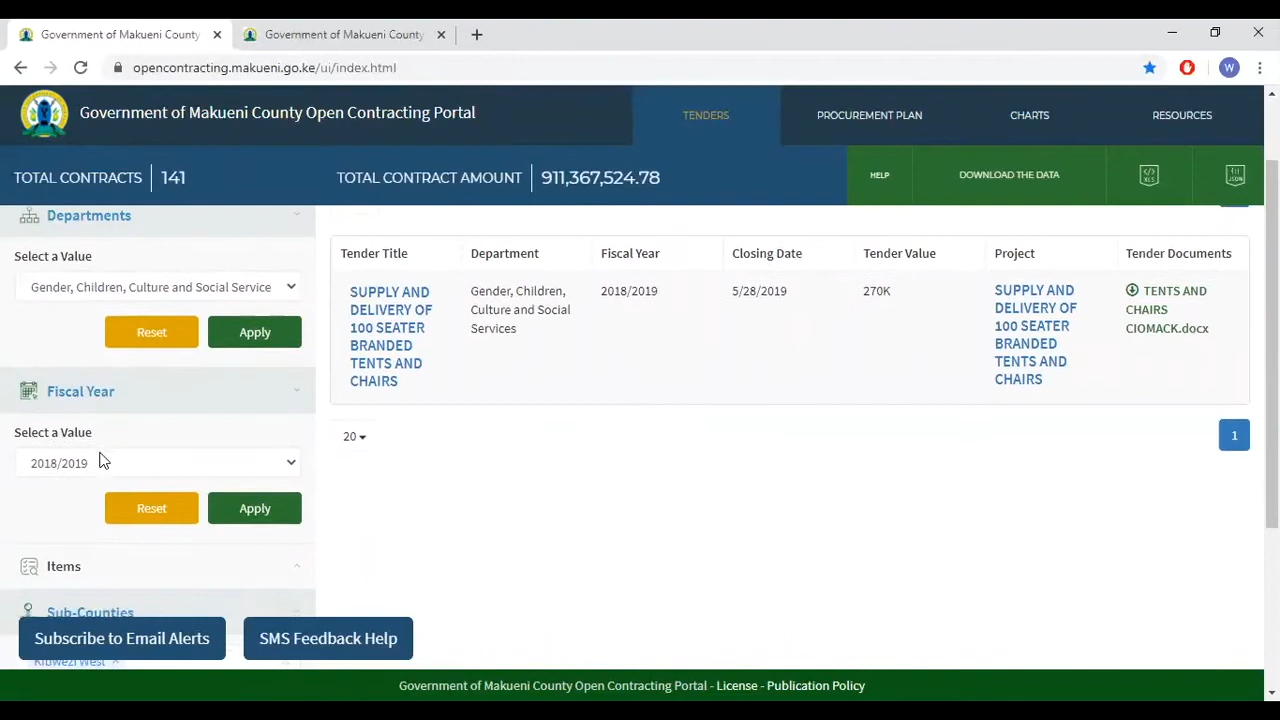 Government of Makueni County
Government of Makueni County
opencontracting.makueni.go.ke/ui/index.html
W
Government of Makueni County Open Contracting Portal
TENDERS
PROCUREMENT PLAN
CHARTS
RESOURCES
TOTAL CONTRACTS 141
TOTAL CONTRACT AMOUNT 911,367,524.78
HELP
DOWNLOAD THE DATA
XLS
JSON
Departments
Select a Value
Gender, Children, Culture and Social Service
Reset
Apply
Fiscal Year
Select a Value
2018/2019
Reset
Apply
Items
Sub-Counties
Kibwezi West
Subscribe to Email Alerts
SMS Feedback Help
Tender Title
Department
Fiscal Year
Closing Date
Tender Value
Project
Tender Documents
SUPPLY AND
DELIVERY OF
100 SEATER
BRANDED
TENTS AND
CHAIRS
Gender, Children,
Culture and Social
Services
2018/2019
5/28/2019
270K
SUPPLY AND
DELIVERY OF
100 SEATER
BRANDED
TENTS AND
CHAIRS
TENTS AND
CHAIRS
CIOMACK.docx
20
1
Government of Makueni County Open Contracting Portal - License - Publication Policy